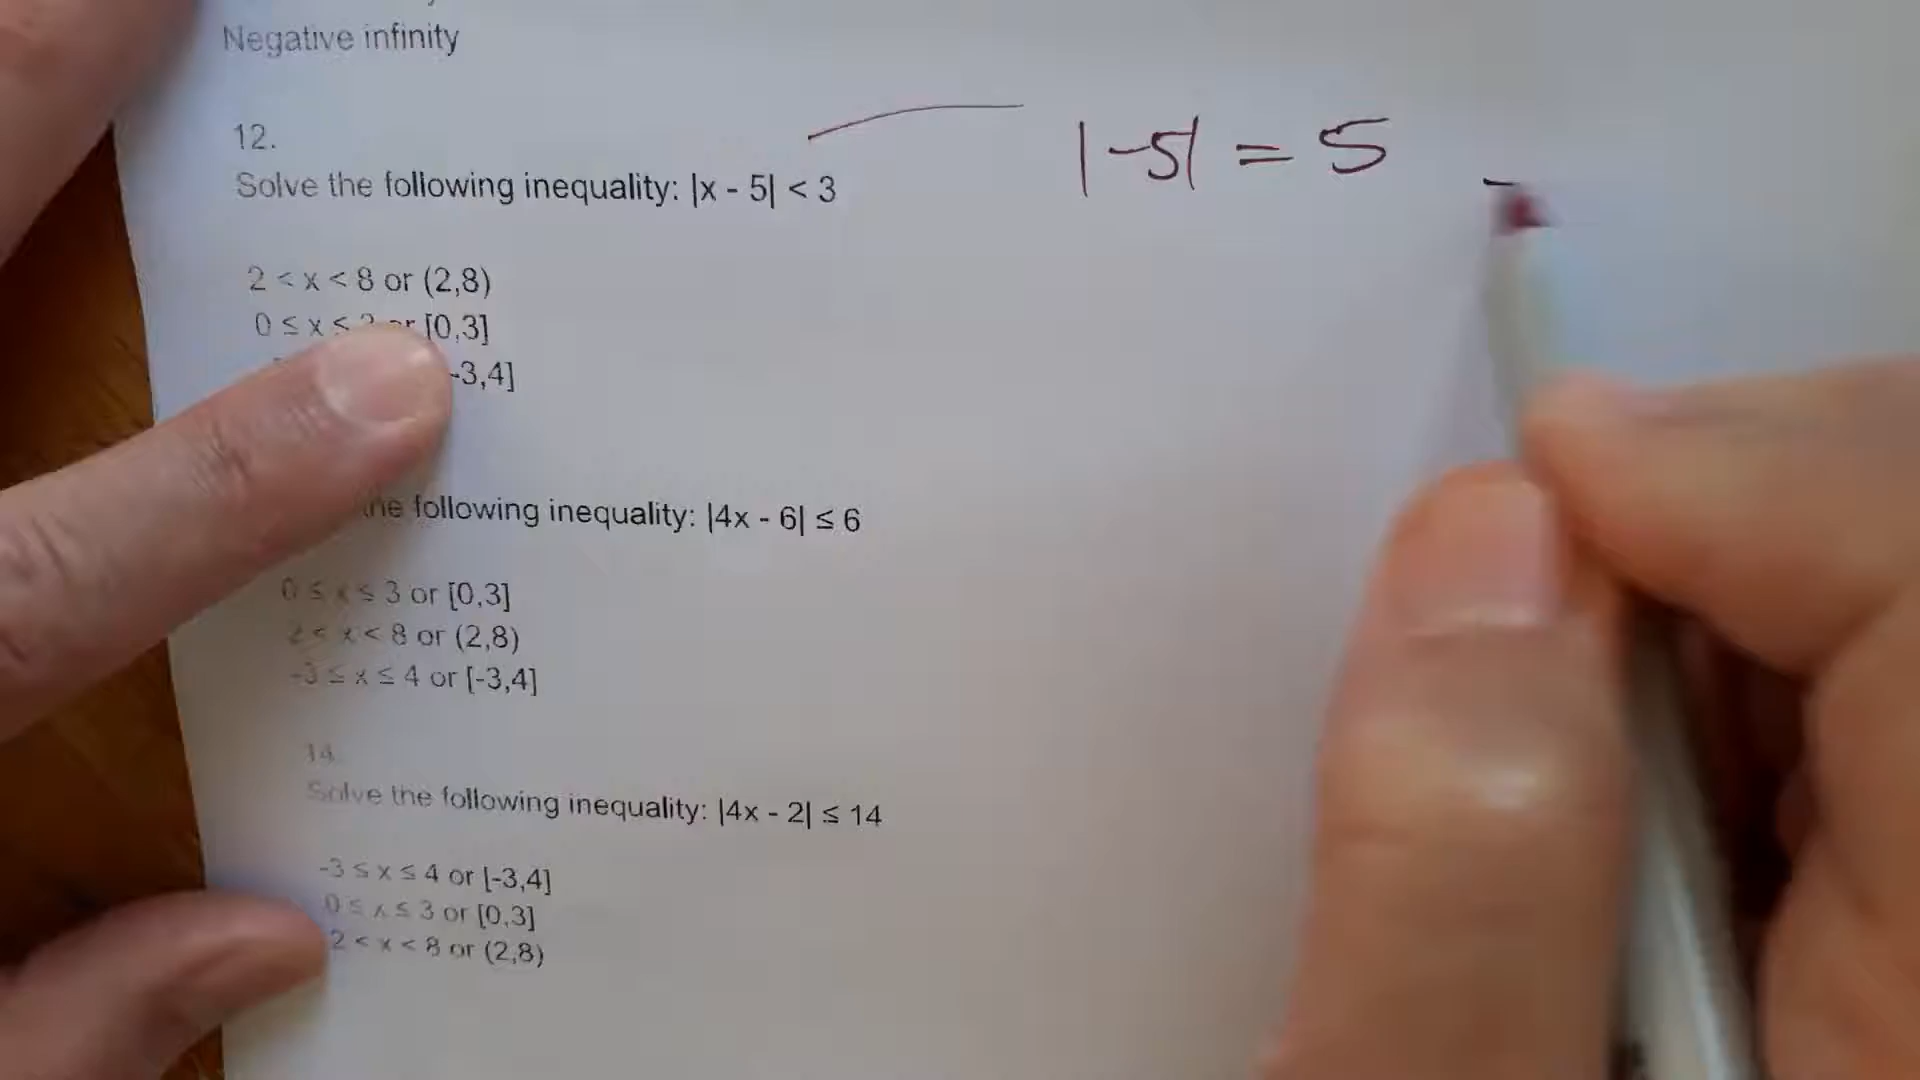 Negative infinity
12.
Solve the following inequality: |x - 5| < 3
|-5| = 5
2 < x < 8 or (2,8)
0 ≤ x ≤ or [0,3]
-3,4]
the following inequality: |4x - 6| ≤ 6
0 ≤ x ≤ 3 or [0,3]
2 < x < 8 or (2,8)
-3 ≤ x ≤ 4 or [-3,4]
14.
Solve the following inequality: |4x - 2| ≤ 14
-3 ≤ x ≤ 4 or [-3,4]
0 ≤ x ≤ 3 or [0,3]
2 < x < 8 or (2,8)